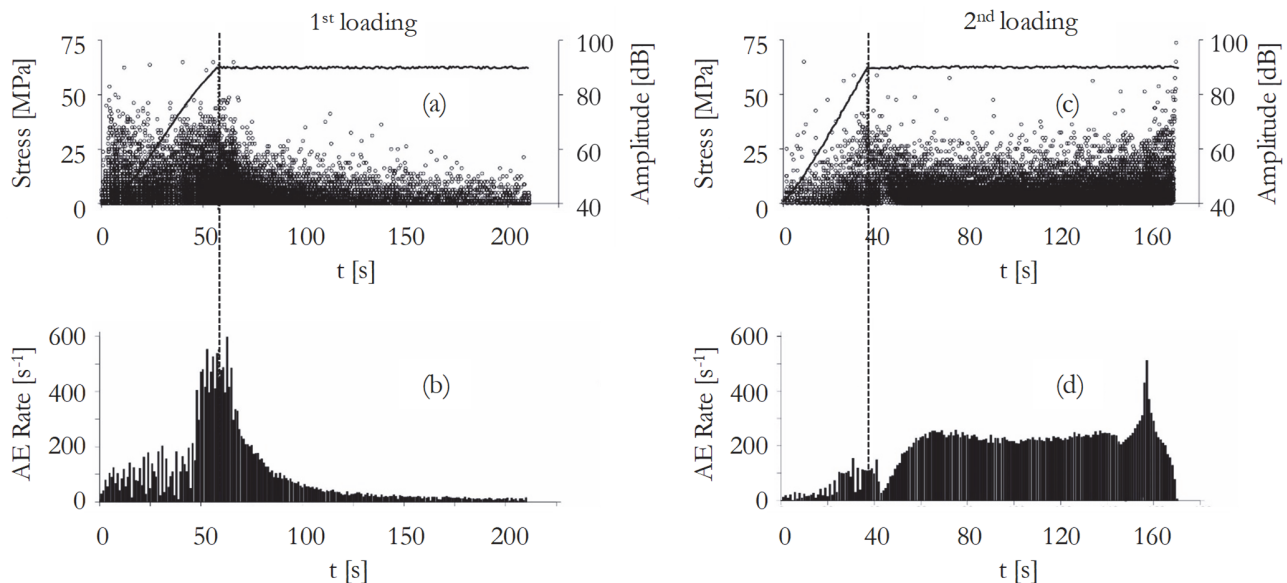 1st loading
2nd loading
75
50
25
0
Stress [MPa]
100
80
60
40
Amplitude [dB]
(a)
0 50 100 150 200
t [s]
75
50
25
0
Stress [MPa]
100
80
60
40
Amplitude [dB]
(c)
0 40 80 120 160
t [s]
600
400
200
0
AE Rate [s-1]
(b)
0 50 100 150 200
t [s]
600
400
200
0
AE Rate [s-1]
(d)
0 40 80 120 160
t [s]